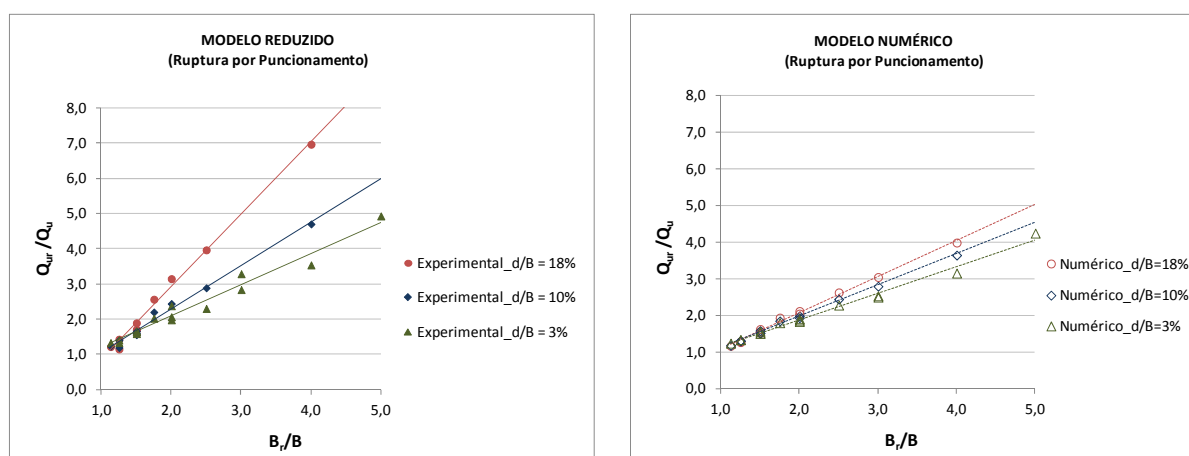 MODELO REDUZIDO
(Ruptura por Puncionamento)
8,0
7,0
6,0
5,0
4,0
3,0
2,0
1,0
0,0
1,0 2,0 3,0 4,0 5,0
Qur /Qu
Br/B
Experimental_d/B = 18%
Experimental_d/B = 10%
Experimental_d/B = 3%
MODELO NUMÉRICO
(Ruptura por Puncionamento)
8,0
7,0
6,0
5,0
4,0
3,0
2,0
1,0
0,0
1,0 2,0 3,0 4,0 5,0
Qur /Qu
Br/B
Numérico_d/B=18%
Numérico_d/B=10%
Numérico_d/B=3%